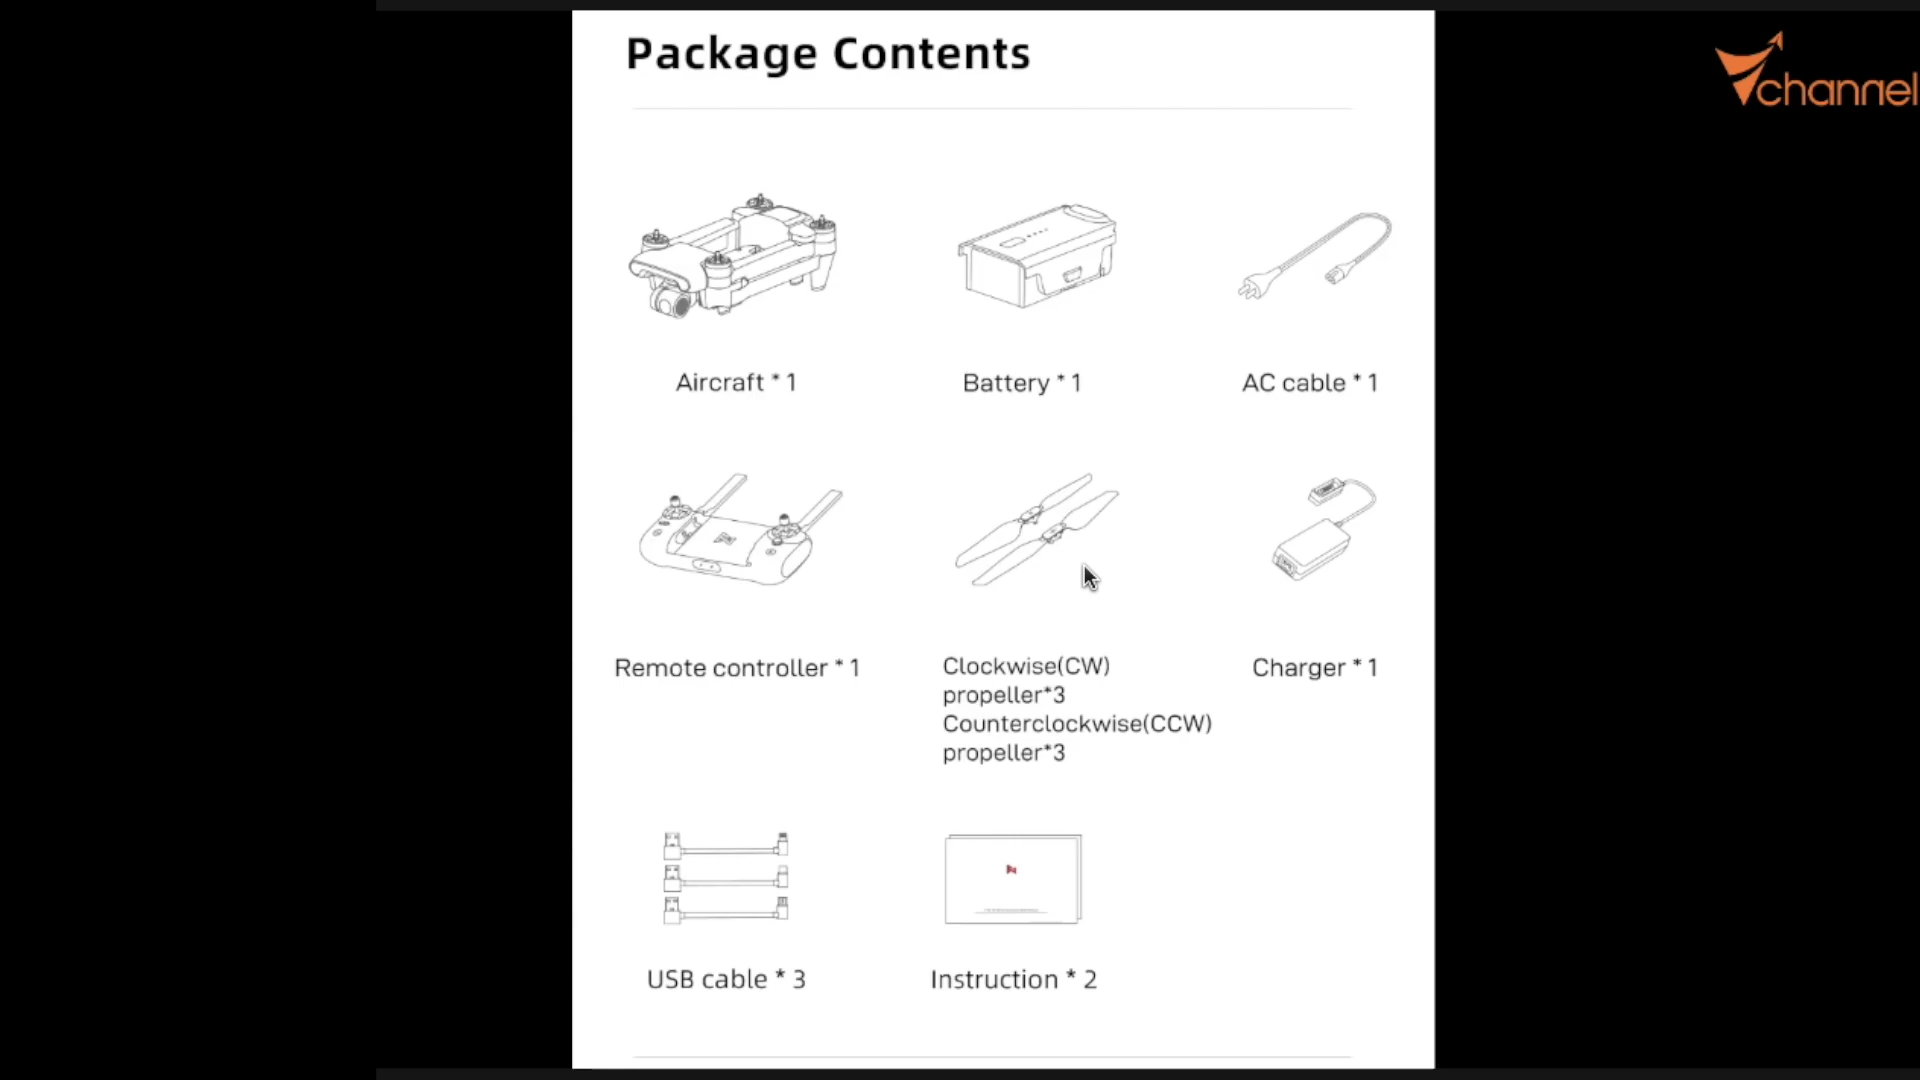 Package Contents
channel
Aircraft * 1
Battery * 1
AC cable * 1
Remote controller * 1
Clockwise(CW)
propeller*3
Counterclockwise(CCW)
propeller*3
Charger * 1
USB cable * 3
Instruction * 2